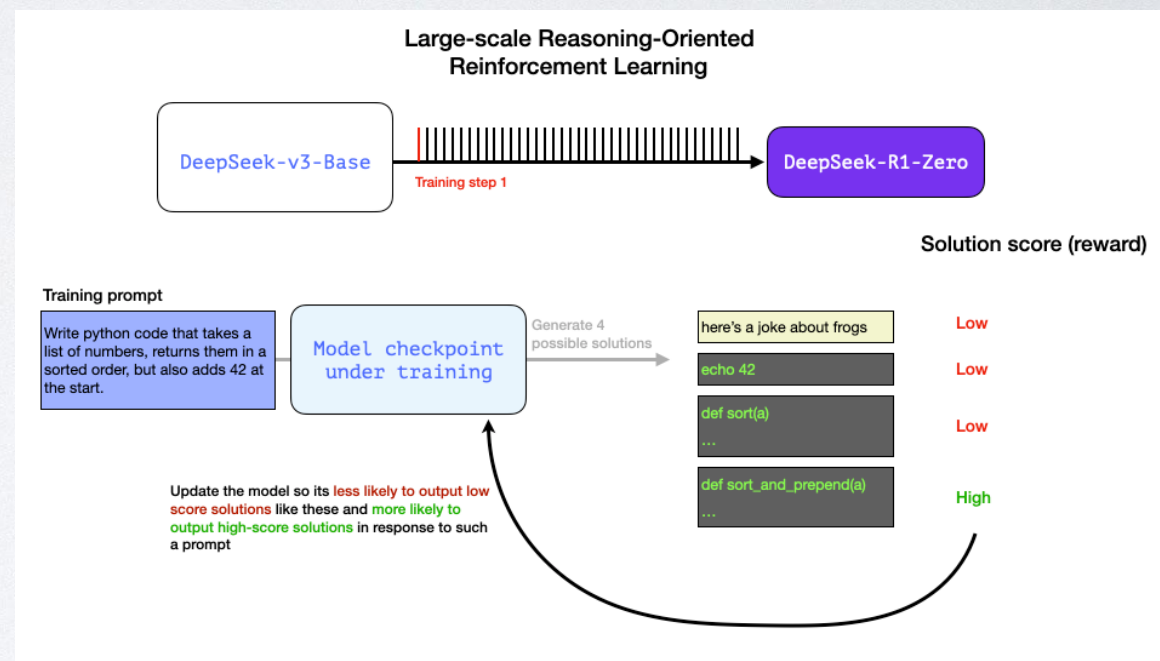 Large-scale Reasoning-Oriented
Reinforcement Learning
DeepSeek-v3-Base
Training step 1
DeepSeek-R1-Zero
Solution score (reward)
Training prompt
Write python code that takes a
list of numbers, returns them in a
sorted order, but also adds 42 at
the start.
Model checkpoint
under training
Generate 4
possible solutions
here's a joke about frogs
Low
echo 42
Low
def sort(a)
...
Low
def sort_and_prepend(a)
...
High
Update the model so its less likely to output low
score solutions like these and more likely to
output high-score solutions in response to such
a prompt